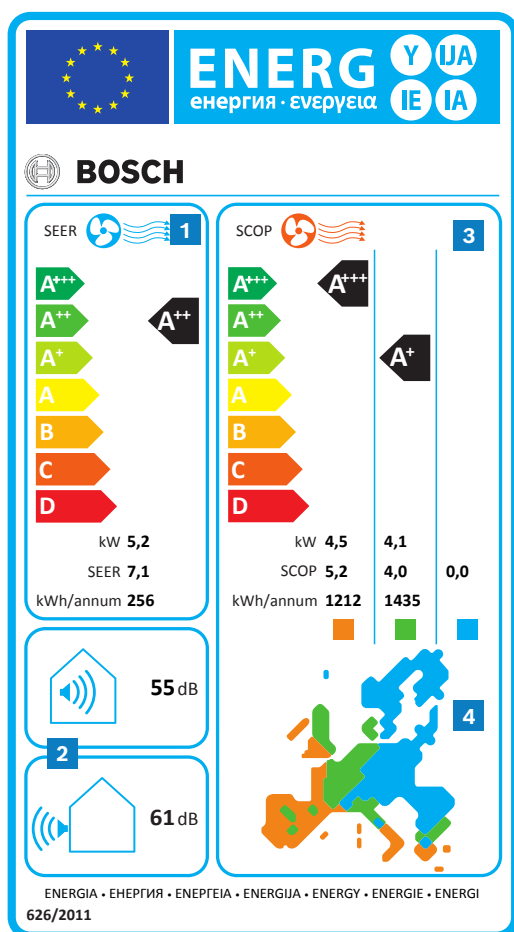 ENERG Y IJA
енергия · ενεργεια IE IA
BOSCH
SEER 1
A+++
A++ A++
A+
A
B
C
D
kW 5,2
SEER 7,1
kWh/annum 256
SCOP 3
A+++ A+++
A++
A+ A+
A
B
C
D
kW 4,5 4,1
SCOP 5,2 4,0 0,0
kWh/annum 1212 1435
55 dB
2
61 dB
4
ENERGIA • ЕНЕРГИЯ • ΕΝΕΡΓΕΙΑ • ENERGIJA • ENERGY • ENERGIE • ENERGI
626/2011